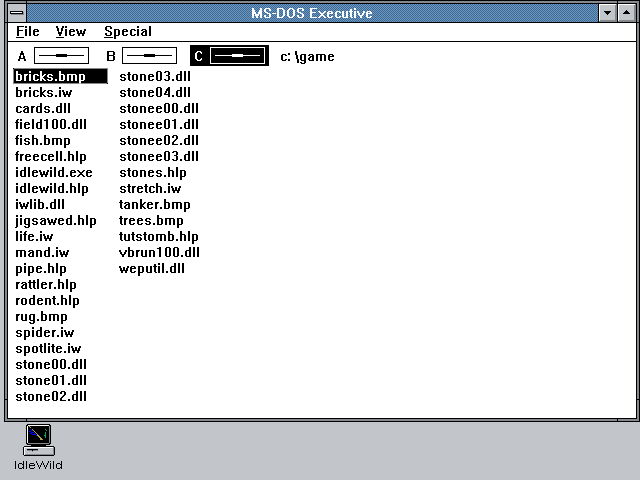 MS-DOS Executive
File View Special
A B C c: \game
bricks.bmp stone03.dll
bricks.iw stone04.dll
cards.dll stonee00.dll
field100.dll stonee01.dll
fish.bmp stonee02.dll
freecell.hlp stonee03.dll
idlewild.exe stones.hlp
idlewild.hlp stretch.iw
iwlib.dll tanker.bmp
jigsawed.hlp trees.bmp
life.iw tutstomb.hlp
mand.iw vbrun100.dll
pipe.hlp weputil.dll
rattler.hlp
rodent.hlp
rug.bmp
spider.iw
spotlite.iw
stone00.dll
stone01.dll
stone02.dll
IdleWild